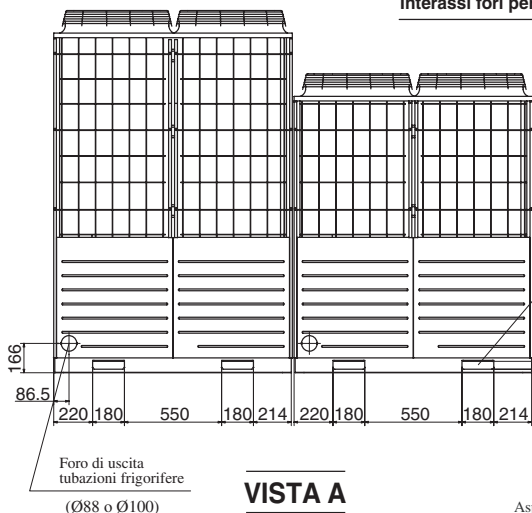 Interassi fori per
166
86.5
220 180 550 180 214 220 180 550 180 214
Foro di uscita
tubazioni frigorifere
(Ø88 o Ø100)
VISTA A